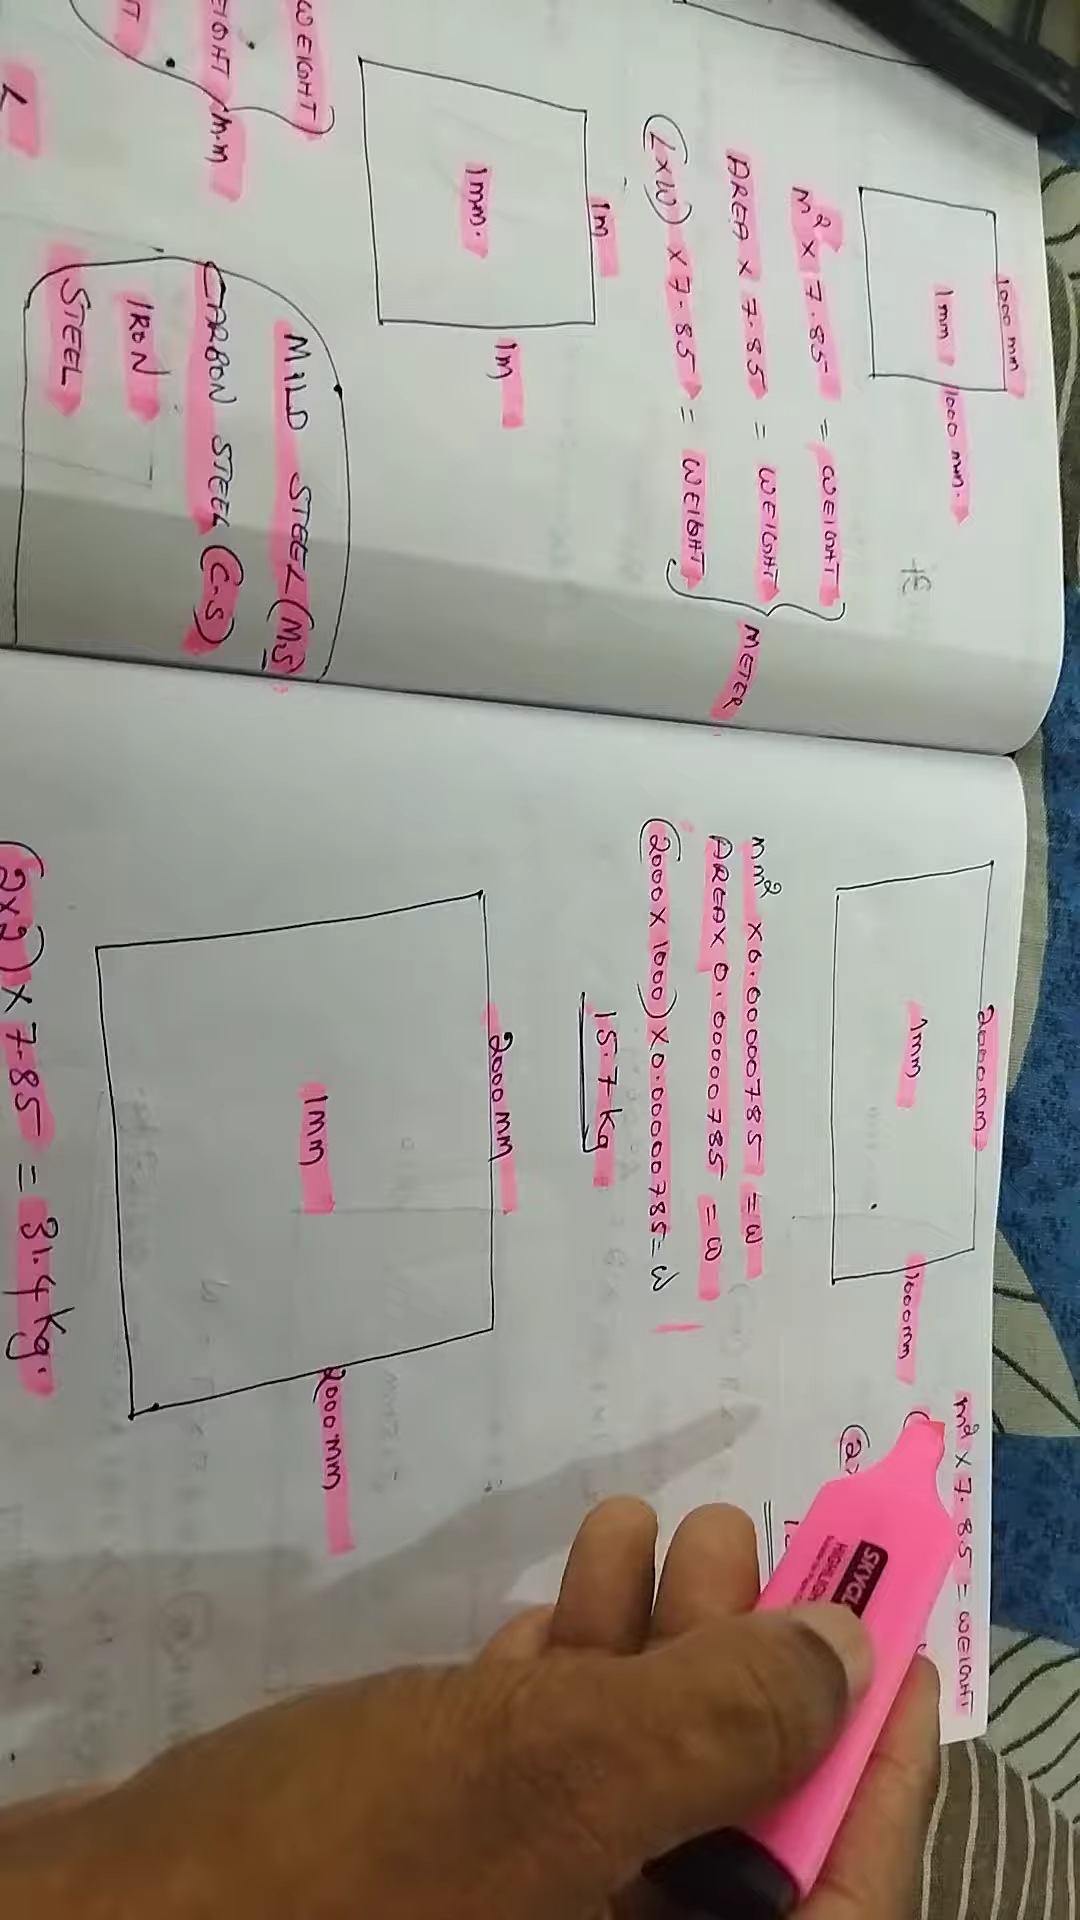 1000 mm
1mm
1000 mm.
m² × 7.85 = WEIGHT
AREA × 7.85 = WEIGHT
(L×W) × 7.85 = WEIGHT
METER
1m
1mm.
1m
WEIGHT)
MILD STEEL (M.S)
CARBON STEEL (C.S)
IRON
STEEL
2000mm
1mm
1000mm
m² × 7.85 = WEIGHT
mm² × 0.00000785 = W
AREA × 0.00000785 = W
(2000 × 1000) × 0.00000785 = W
15.7 kg
2000 mm
1mm
2000 mm
(2×2) × 7.85 = 31.4 kg.